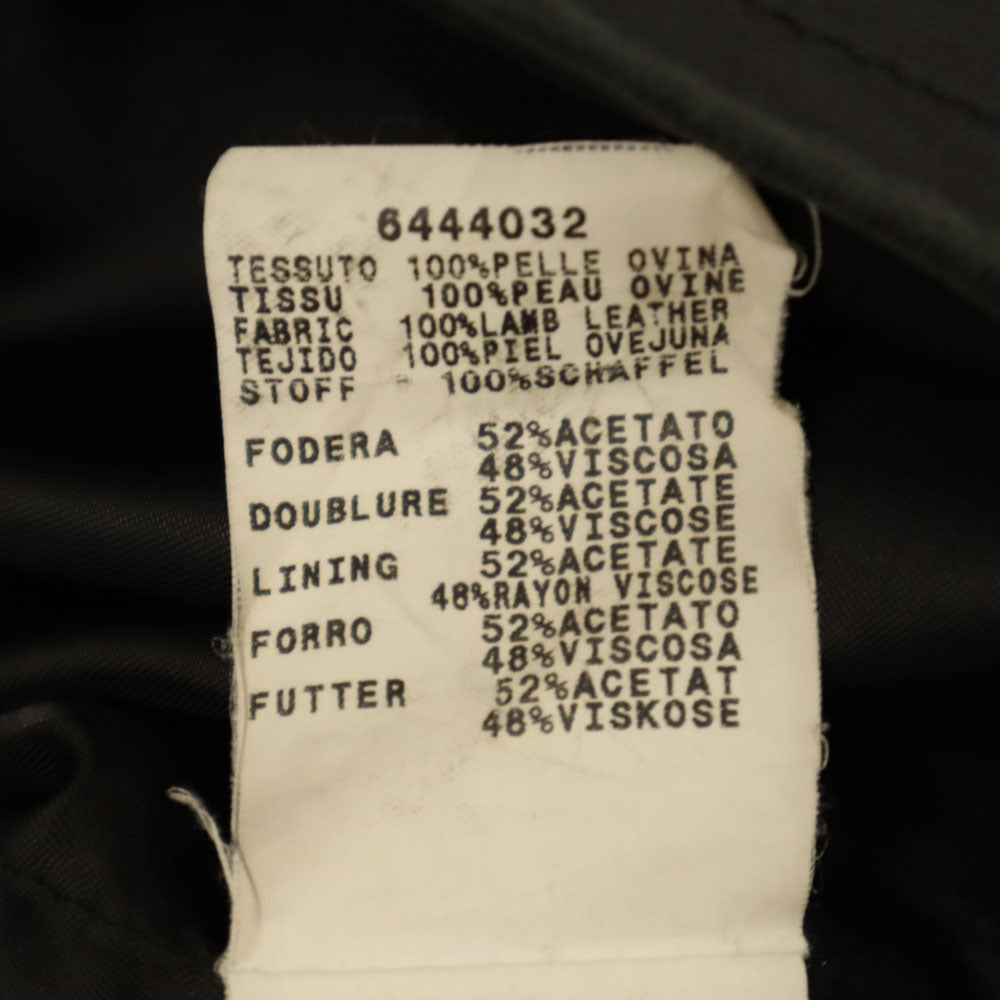 6444032
TESSUTO 100%PELLE OVINA
TISSU 100%PEAU OVINE
FABRIC 100%LAMB LEATHER
TEJIDO 100%PIEL OVEJUNA
STOFF 100%SCHAFFEL
FODERA 52%ACETATO
48%VISCOSA
DOUBLURE 52%ACETATE
48%VISCOSE
LINING 52%ACETATE
48%RAYON VISCOSE
FORRO 52%ACETATO
48%VISCOSA
FUTTER 52%ACETAT
48%VISKOSE